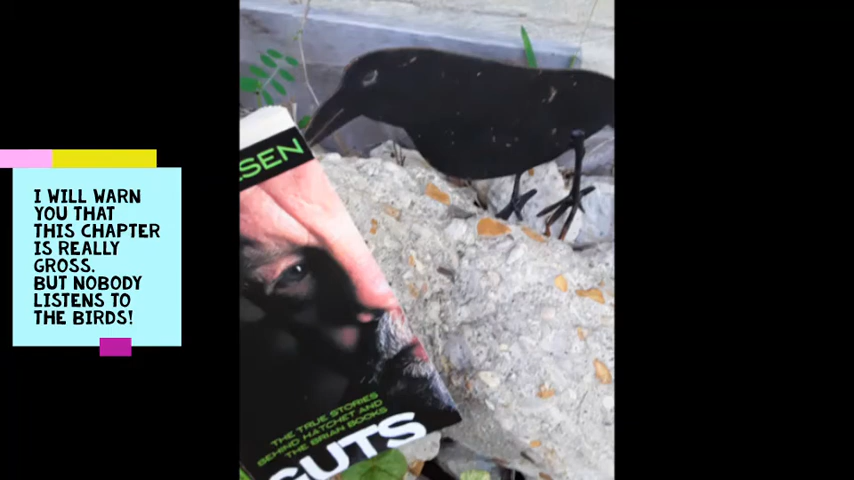 I WILL WARN
YOU THAT
THIS CHAPTER
IS REALLY
GROSS.
BUT NOBODY
LISTENS TO
THE BIRDS!
SEN
THE TRUE STORIES
BEHIND HATCHET AND
THE BRIAN BOOKS
GUTS